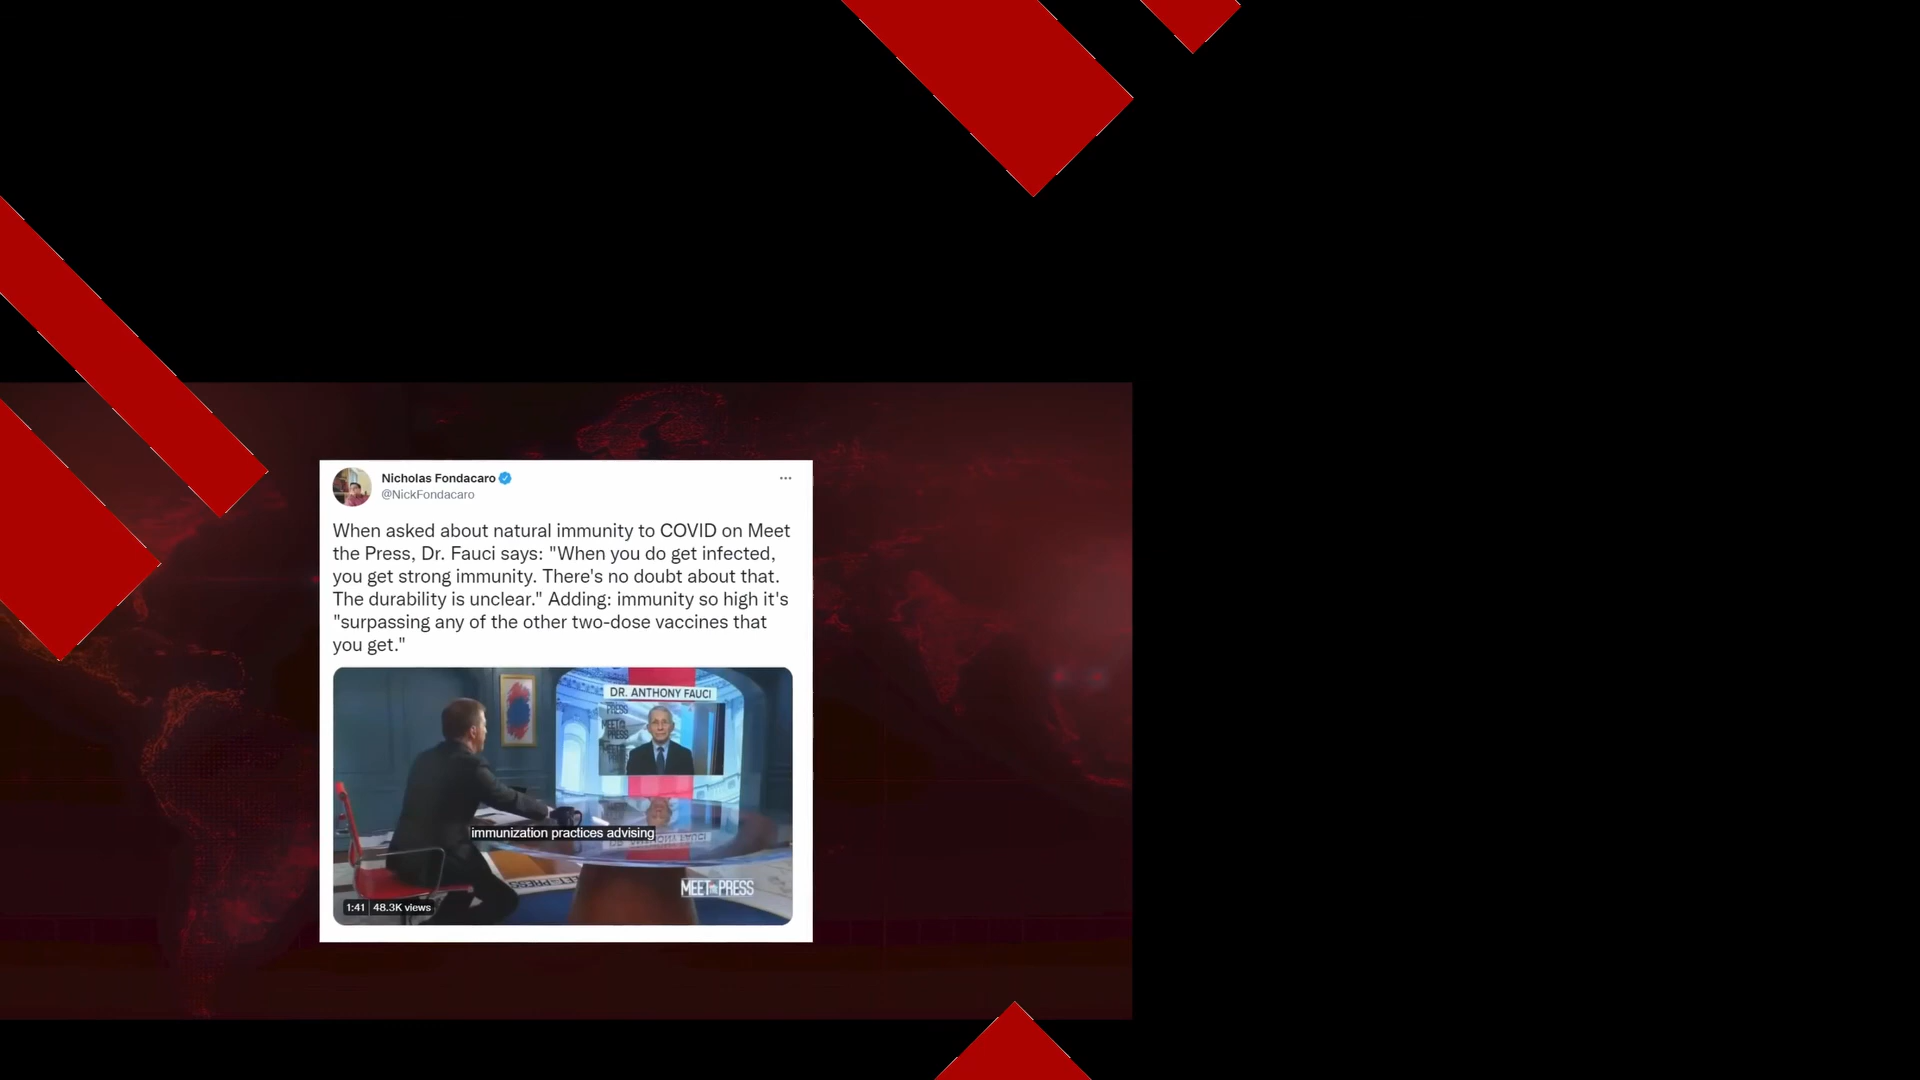 Nicholas Fondacaro
@NickFondacaro
When asked about natural immunity to COVID on Meet
the Press, Dr. Fauci says: "When you do get infected,
you get strong immunity. There's no doubt about that.
The durability is unclear." Adding: immunity so high it's
"surpassing any of the other two-dose vaccines that
you get."
DR. ANTHONY FAUCI
PRESS
MEET
PRESS
immunization practices advising
MEET THE PRESS
1:41 48.3K views